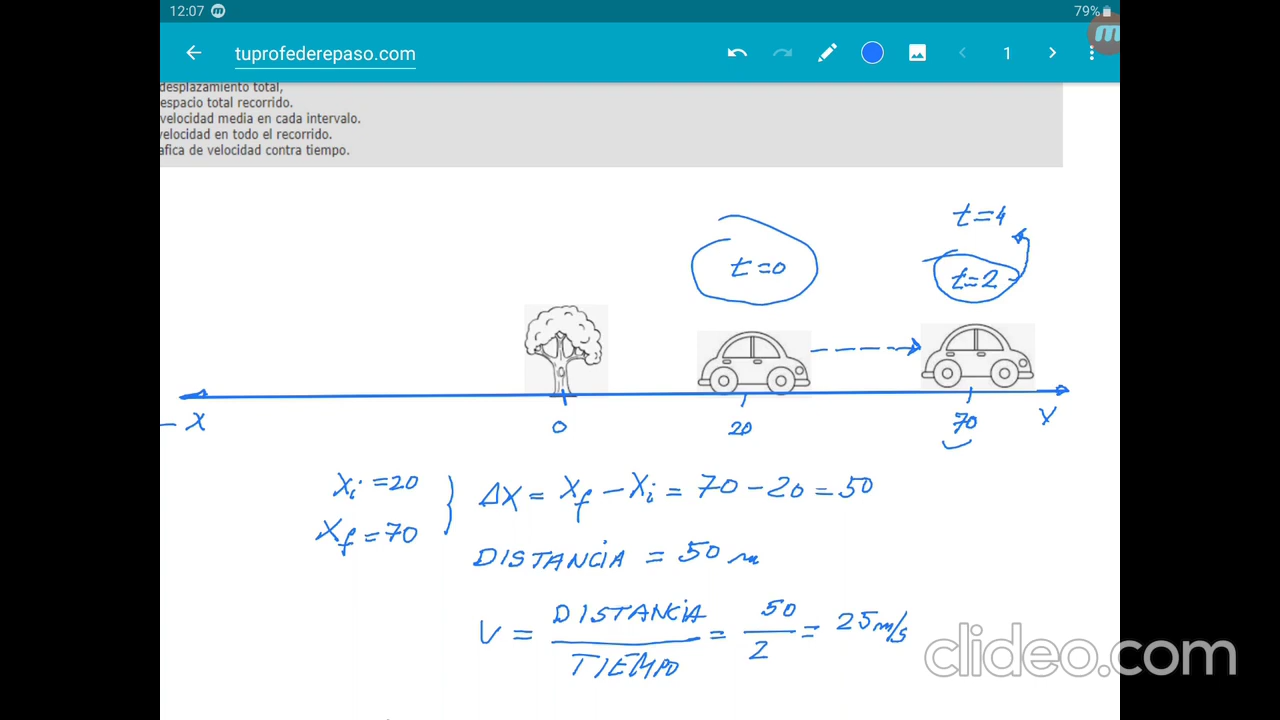 12:07
79%
tuprofederepaso.com
1
desplazamiento total,
espacio total recorrido.
velocidad media en cada intervalo.
velocidad en todo el recorrido.
afica de velocidad contra tiempo.
t=4
t=0
t=2
- X
0
20
70
X
Xi =20
Xf =70
ΔX = Xf - Xi = 70 - 20 = 50
DISTANCIA = 50 m
V = DISTANCIA / TIEMPO = 50 / 2 = 25 m/s
clideo.com